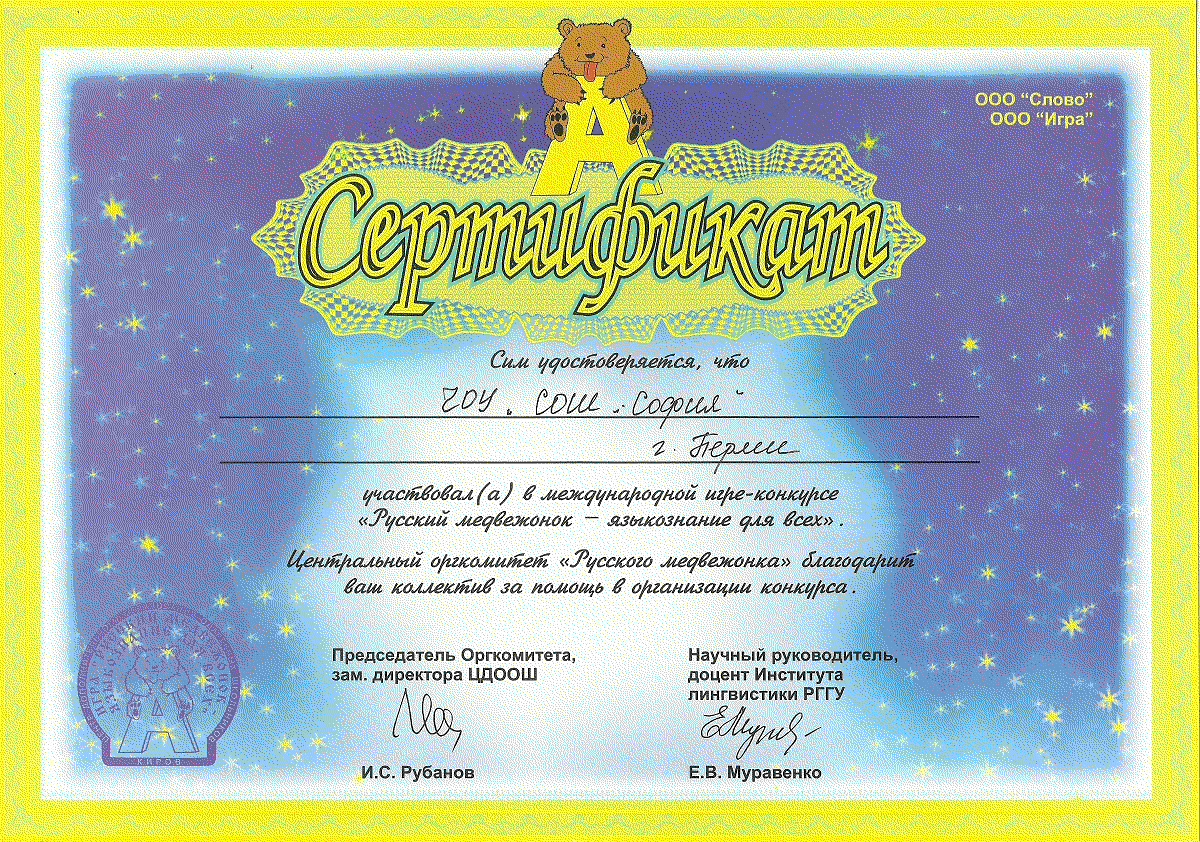 ООО “Слово”
ООО “Игра”
А
Сертификат
Сим удостоверяется, что
ЧОУ „СОШ „София”
г. Перми
участвовал(а) в международной игре-конкурсе
«Русский медвежонок – языкознание для всех».
Центральный оргкомитет «Русского медвежонка» благодарит
ваш коллектив за помощь в организации конкурса.
Председатель Оргкомитета,
зам. директора ЦДООШ
И.С. Рубанов
Научный руководитель,
доцент Института
лингвистики РГГУ
Е.В. Муравенко
КИРОВ